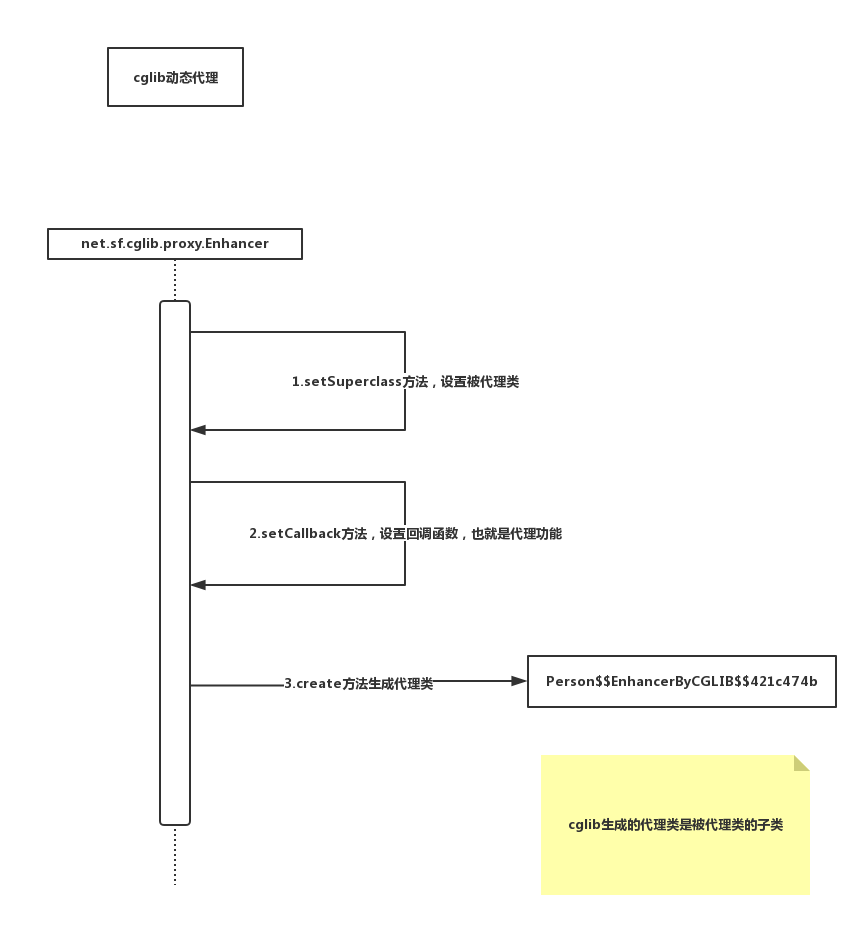 cglib动态代理
net.sf.cglib.proxy.Enhancer
1.setSuperclass方法，设置被代理类
2.setCallback方法，设置回调函数，也就是代理功能
3.create方法生成代理类
Person$$EnhancerByCGLIB$$421c474b
cglib生成的代理类是被代理类的子类